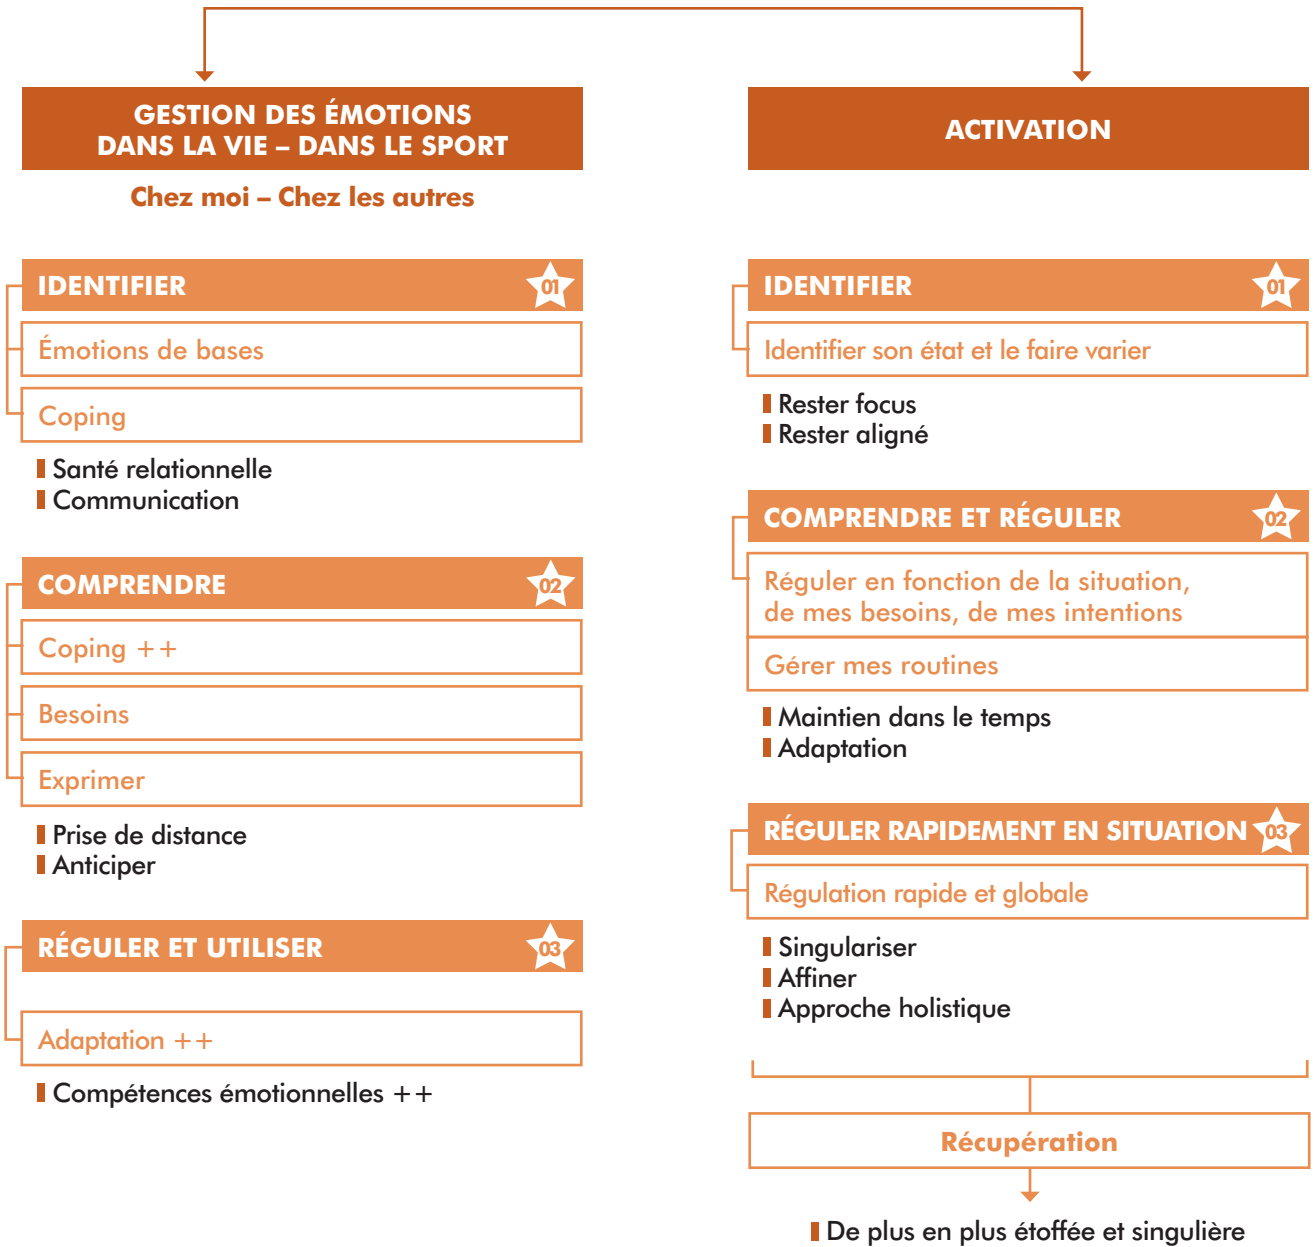 GESTION DES ÉMOTIONS
DANS LA VIE – DANS LE SPORT
Chez moi – Chez les autres
IDENTIFIER 01
Émotions de bases
Coping
Santé relationnelle
Communication
COMPRENDRE 02
Coping ++
Besoins
Exprimer
Prise de distance
Anticiper
RÉGULER ET UTILISER 03
Adaptation ++
Compétences émotionnelles ++
ACTIVATION
IDENTIFIER 01
Identifier son état et le faire varier
Rester focus
Rester aligné
COMPRENDRE ET RÉGULER 02
Réguler en fonction de la situation,
de mes besoins, de mes intentions
Gérer mes routines
Maintien dans le temps
Adaptation
RÉGULER RAPIDEMENT EN SITUATION 03
Régulation rapide et globale
Singulariser
Affiner
Approche holistique
Récupération
De plus en plus étoffée et singulière